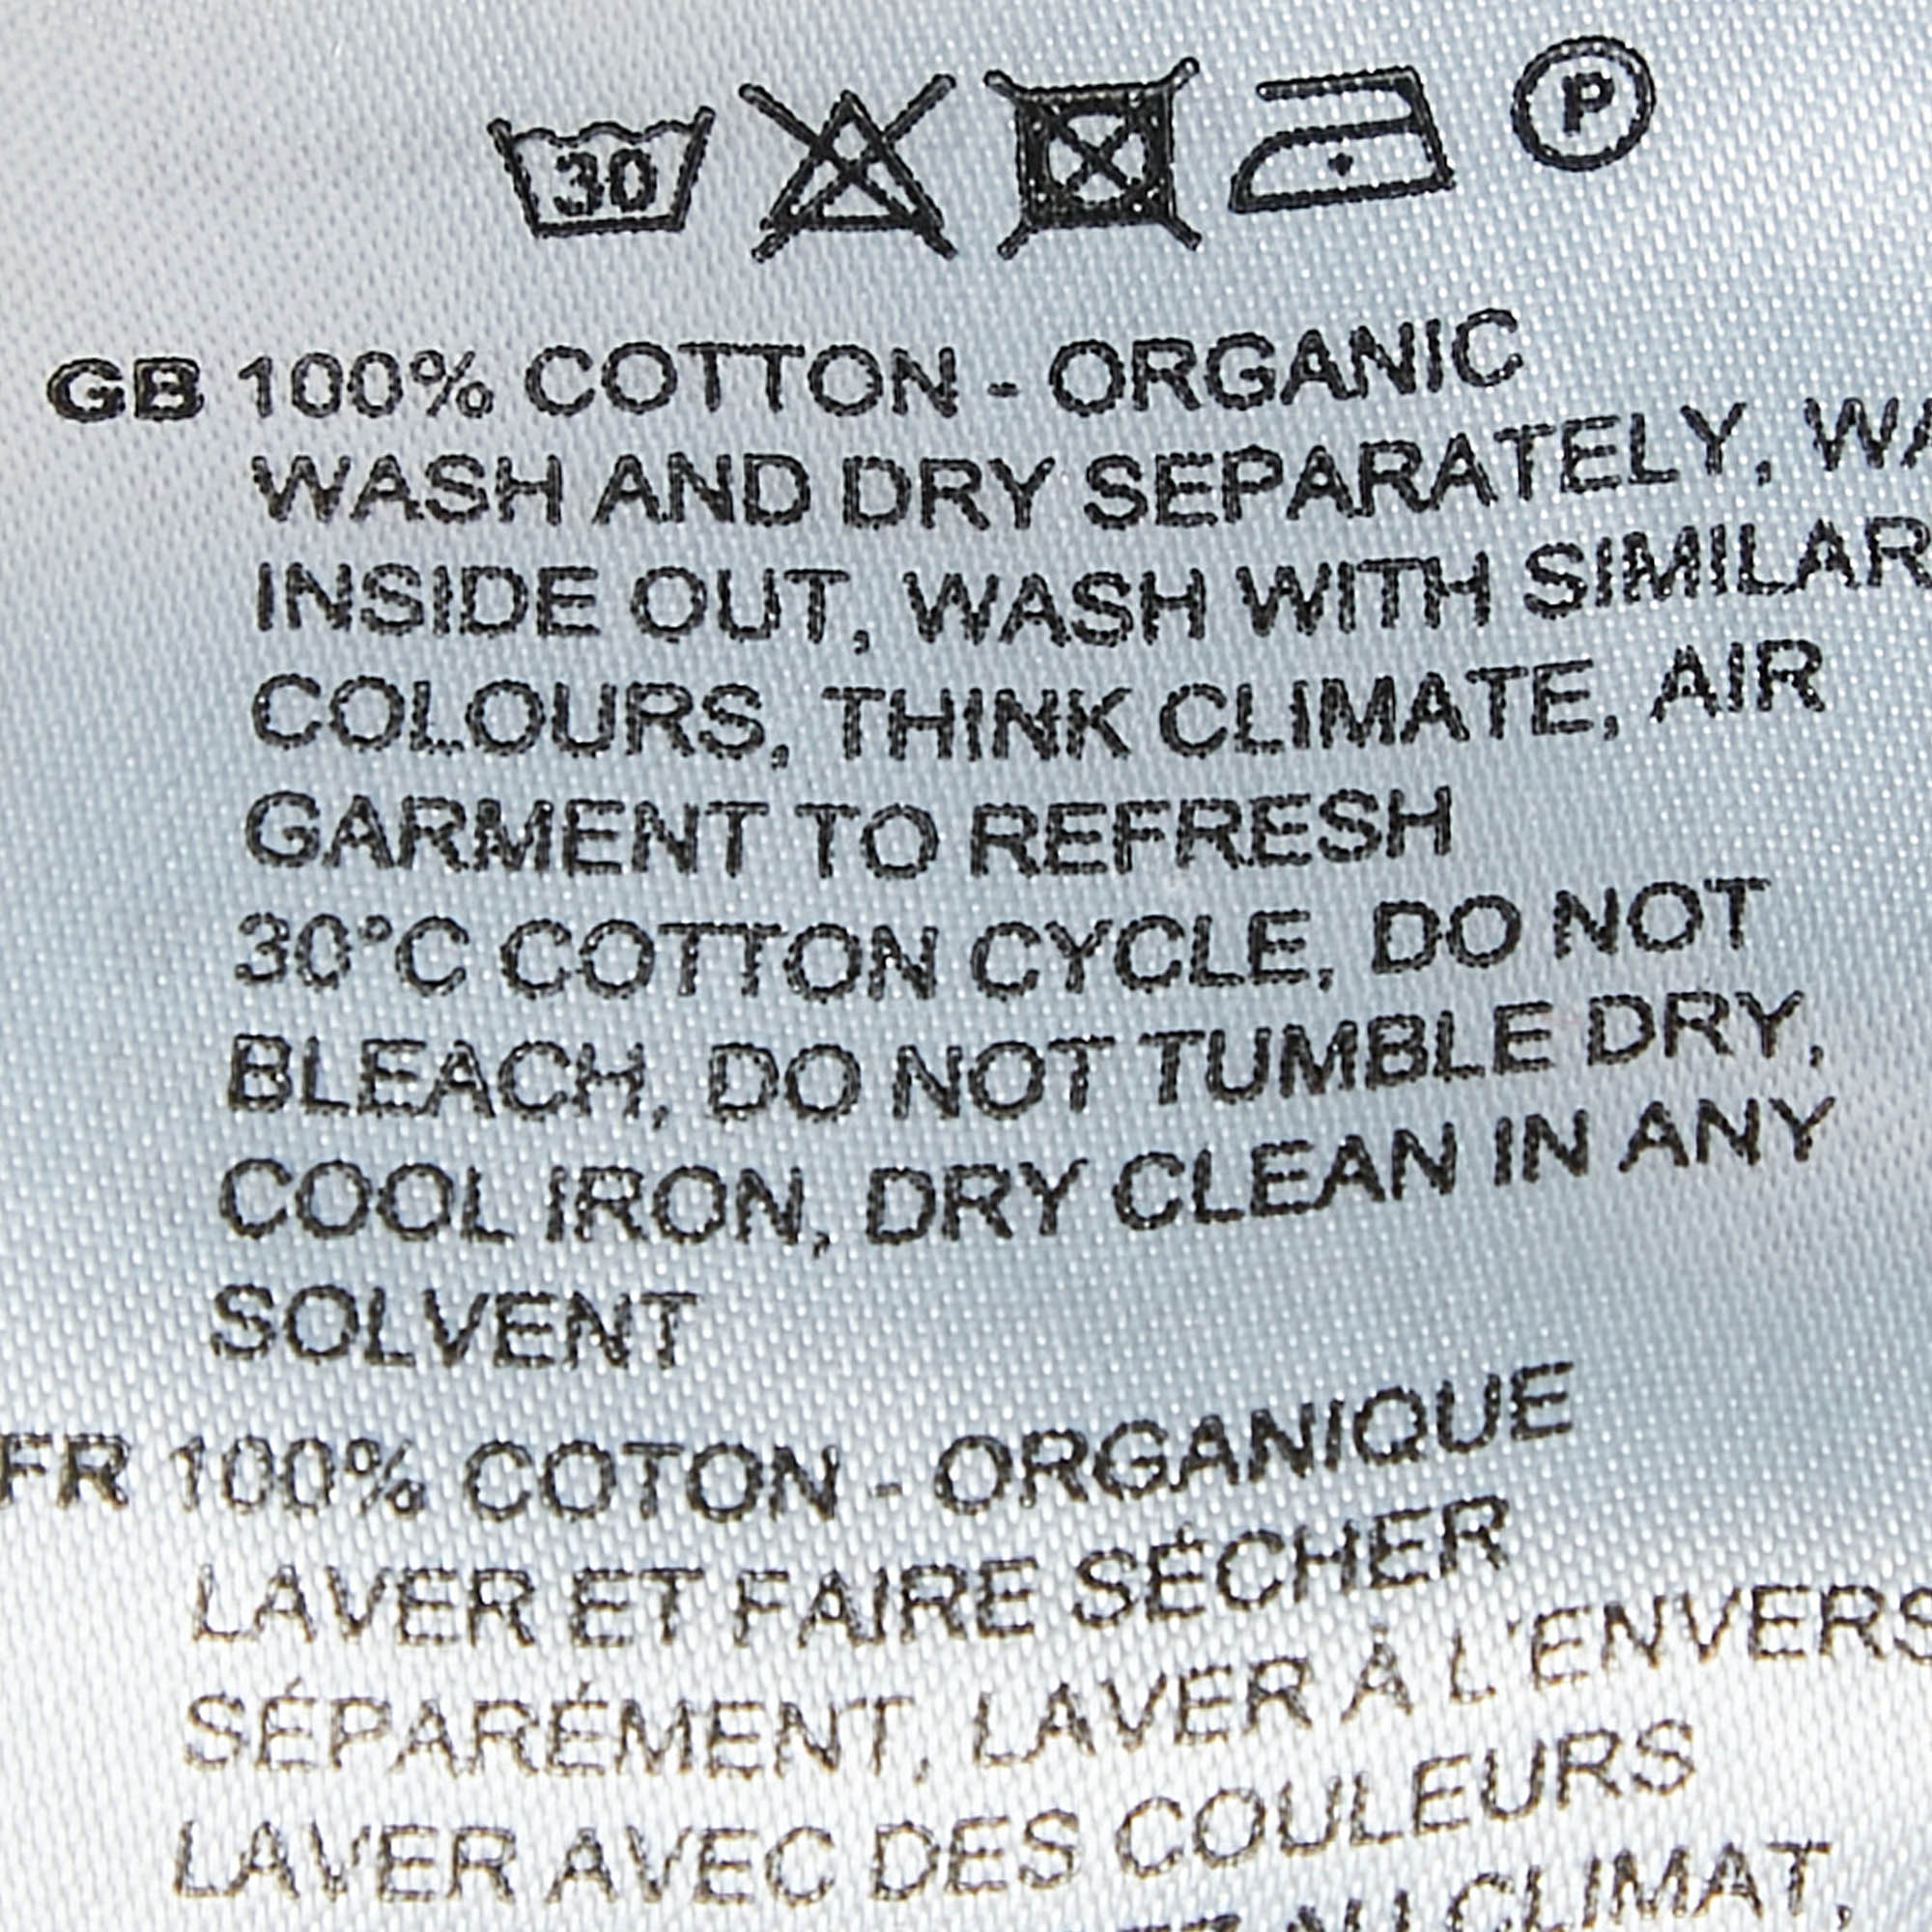 30
P
GB 100% COTTON - ORGANIC
WASH AND DRY SEPARATELY,
INSIDE OUT, WASH WITH SIMILAR
COLOURS, THINK CLIMATE, AIR
GARMENT TO REFRESH
30°C COTTON CYCLE, DO NOT
BLEACH, DO NOT TUMBLE DRY,
COOL IRON, DRY CLEAN IN ANY
SOLVENT
FR 100% COTON - ORGANIQUE
LAVER ET FAIRE SÉCHER
SÉPARÉMENT, LAVER À L'ENVERS
LAVER AVEC DES COULEURS
AU CLIMAT,